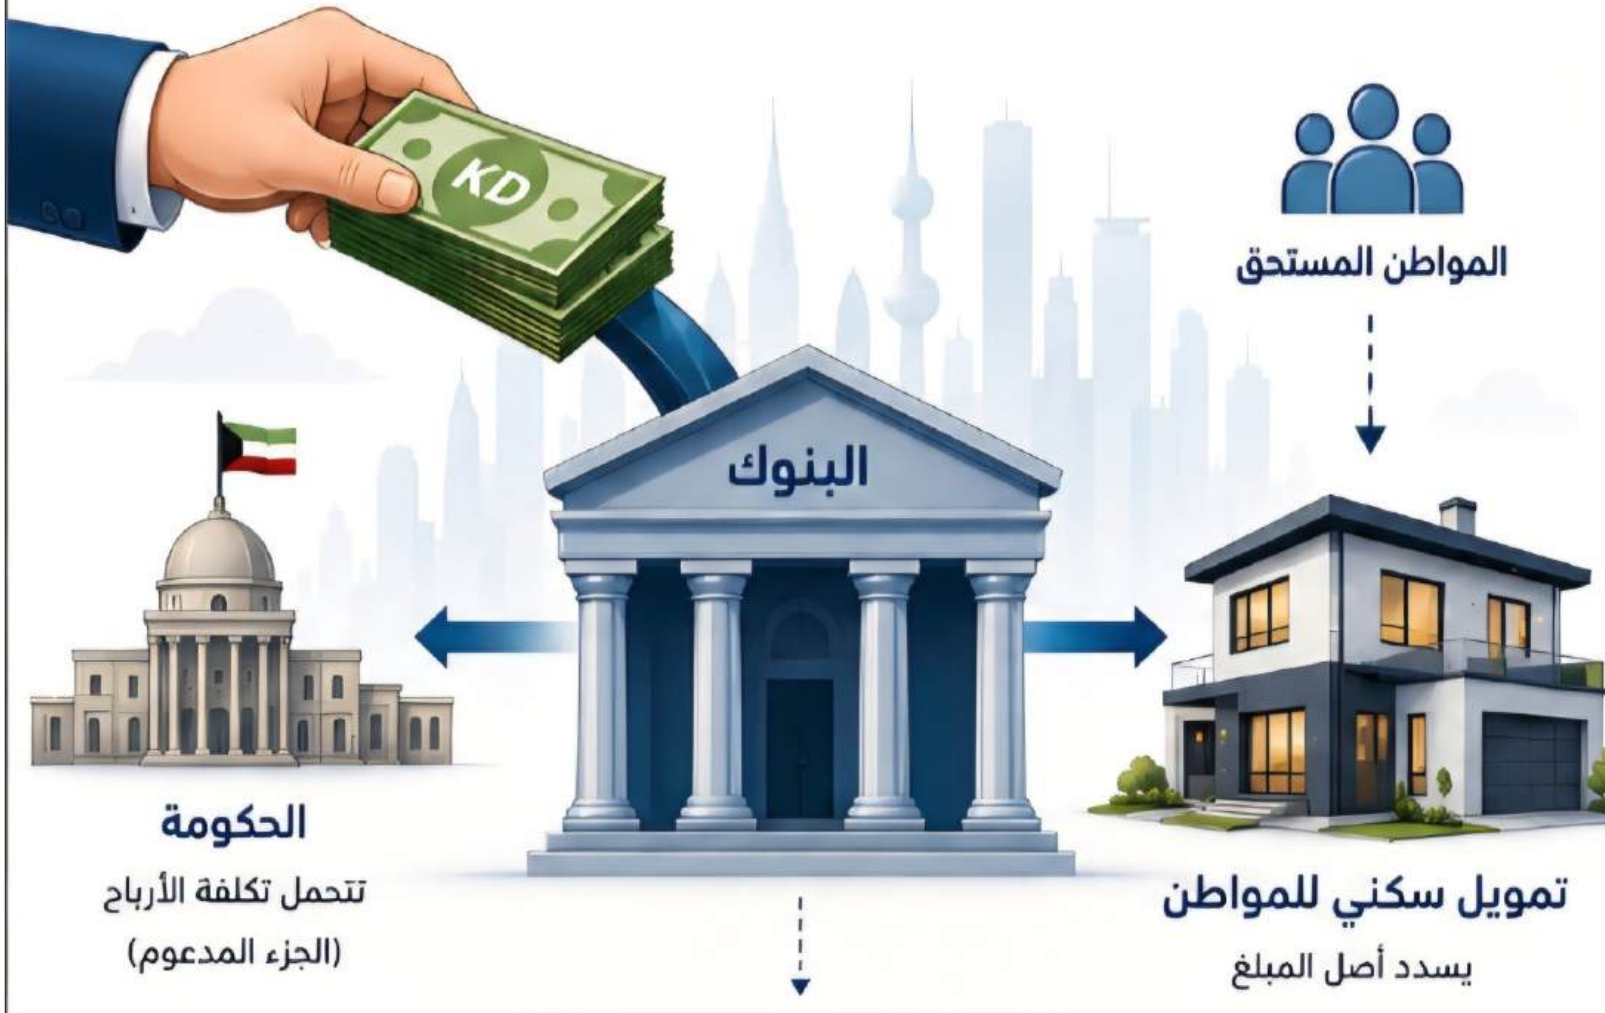 KD
المواطن المستحق
البنوك
الحكومة
تتحمل تكلفة الأرباح
(الجزء المدعوم)
تمويل سكني للمواطن
يسدد أصل المبلغ